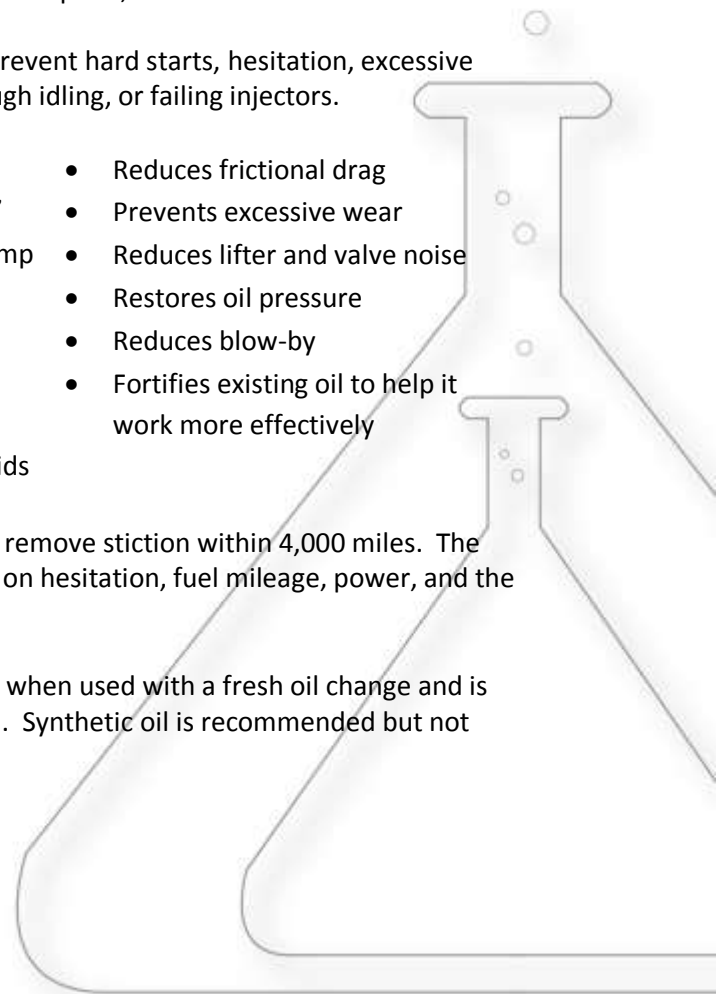 revent hard starts, hesitation, excessive
ugh idling, or failing injectors.
• Reduces frictional drag
• Prevents excessive wear
mp
• Reduces lifter and valve noise
• Restores oil pressure
• Reduces blow-by
• Fortifies existing oil to help it
work more effectively
ids
remove stiction within 4,000 miles. The
on hesitation, fuel mileage, power, and the
when used with a fresh oil change and is
. Synthetic oil is recommended but not